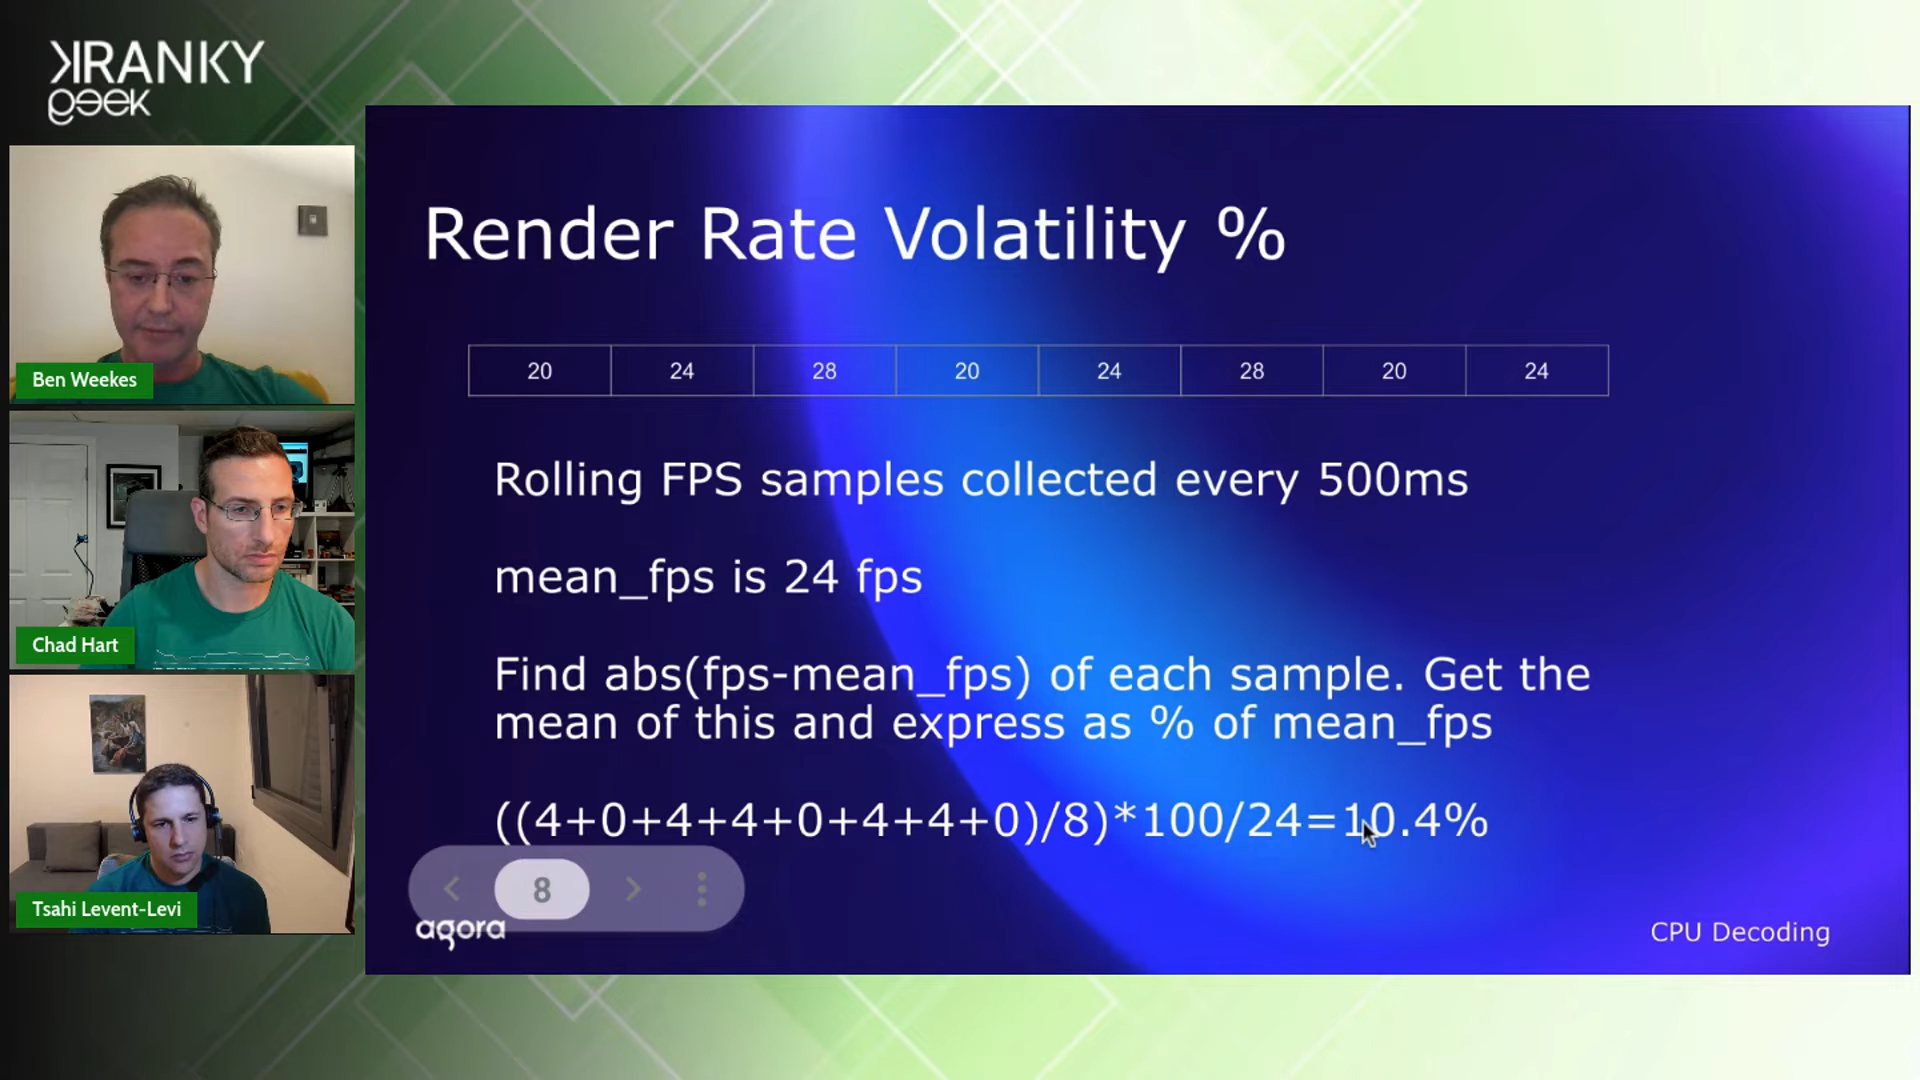 KRANKY
geek
Ben Weekes
Chad Hart
Tsahi Levent-Levi
Render Rate Volatility %
20 24 28 20 24 28 20 24
Rolling FPS samples collected every 500ms
mean_fps is 24 fps
Find abs(fps-mean_fps) of each sample. Get the
mean of this and express as % of mean_fps
((4+0+4+4+0+4+4+0)/8)*100/24=10.4%
8
agora
CPU Decoding